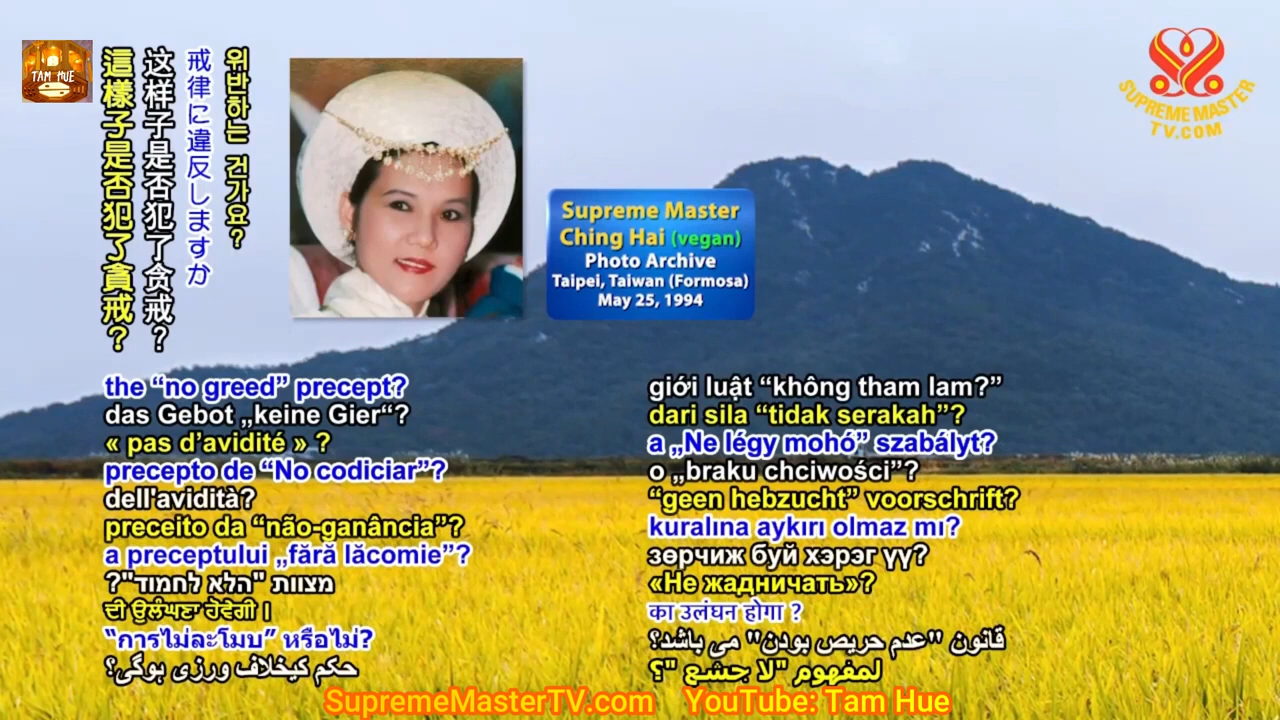 TAM HUE
위반하는 건가요?
戒律に違反しますか
这样子是否犯了贪戒？
這樣子是否犯了貪戒？
SUPREME MASTER
TV.COM
Supreme Master
Ching Hai (vegan)
Photo Archive
Taipei, Taiwan (Formosa)
May 25, 1994
the “no greed” precept?
das Gebot „keine Gier“?
« pas d’avidité » ?
precepto de “No codiciar”?
dell'avidità?
preceito da “não-ganância”?
a preceptului „fără lăcomie”?
מצוות "הלא לחמוד"?
ਦੀ ਉਲੰਘਣਾ ਹੋਵੇਗੀ |
“การไม่ละโมบ” หรือไม่?
حکم کیخلاف ورزی ہوگی؟
giới luật “không tham lam?”
dari sila “tidak serakah”?
a „Ne légy mohó” szabályt?
o „braku chciwości”?
“geen hebzucht” voorschrift?
kuralına aykırı olmaz mı?
зөрчиж буй хэрэг үү?
«Не жадничать»?
का उलंघन होगा ?
قانون "عدم حریص بودن" می باشد؟
لمفهوم "لا جشع "؟
SupremeMasterTV.com YouTube: Tam Hue